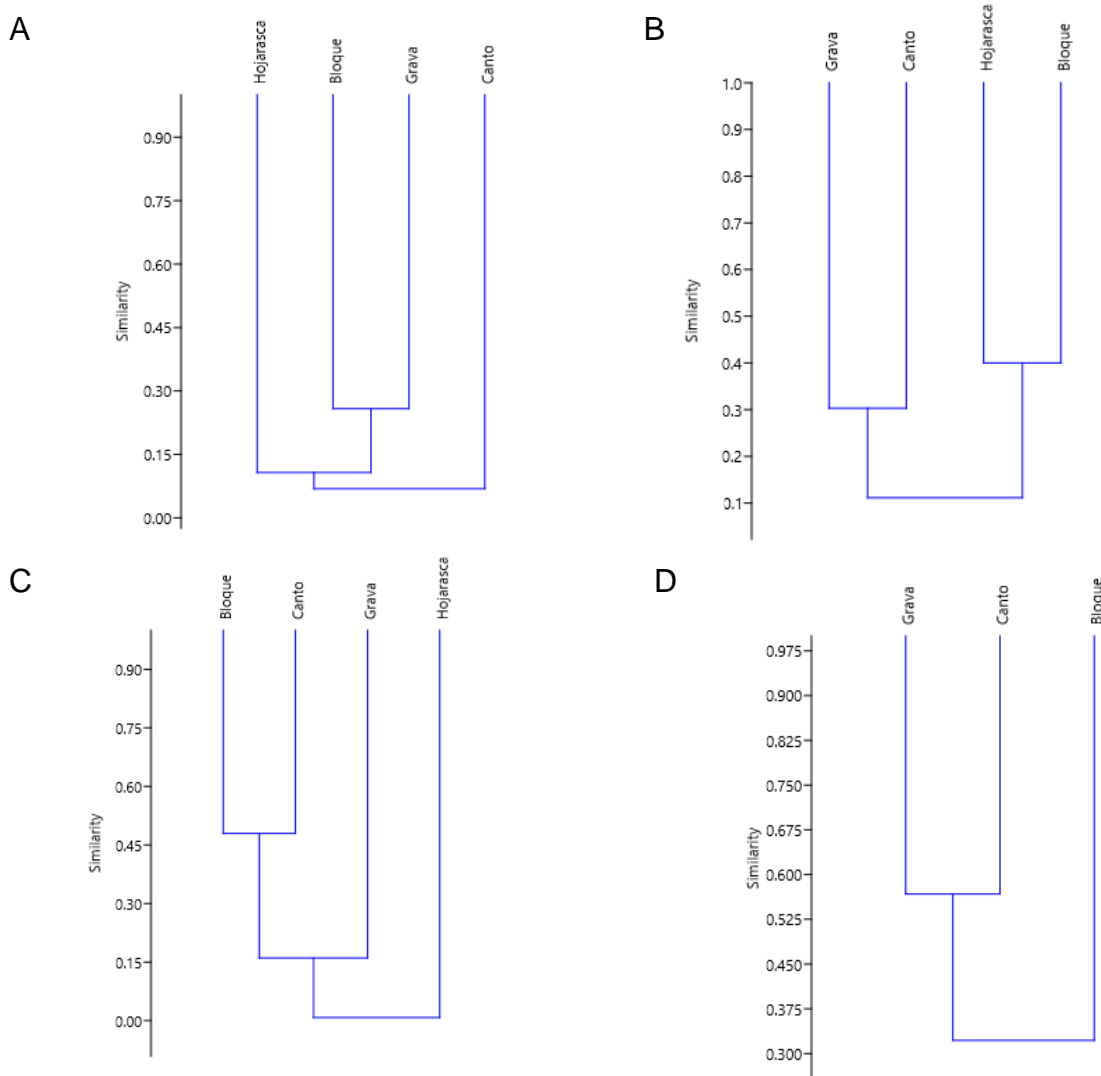 A
Hojarasca
Bloque
Grava
Canto
0.90
0.75
0.60
0.45
0.30
0.15
0.00
Similarity
B
Grava
Canto
Hojarasca
Bloque
1.0
0.9
0.8
0.7
0.6
0.5
0.4
0.3
0.2
0.1
Similarity
C
Bloque
Canto
Grava
Hojarasca
0.90
0.75
0.60
0.45
0.30
0.15
0.00
Similarity
D
Grava
Canto
Bloque
0.975
0.900
0.825
0.750
0.675
0.600
0.525
0.450
0.375
0.300
Similarity